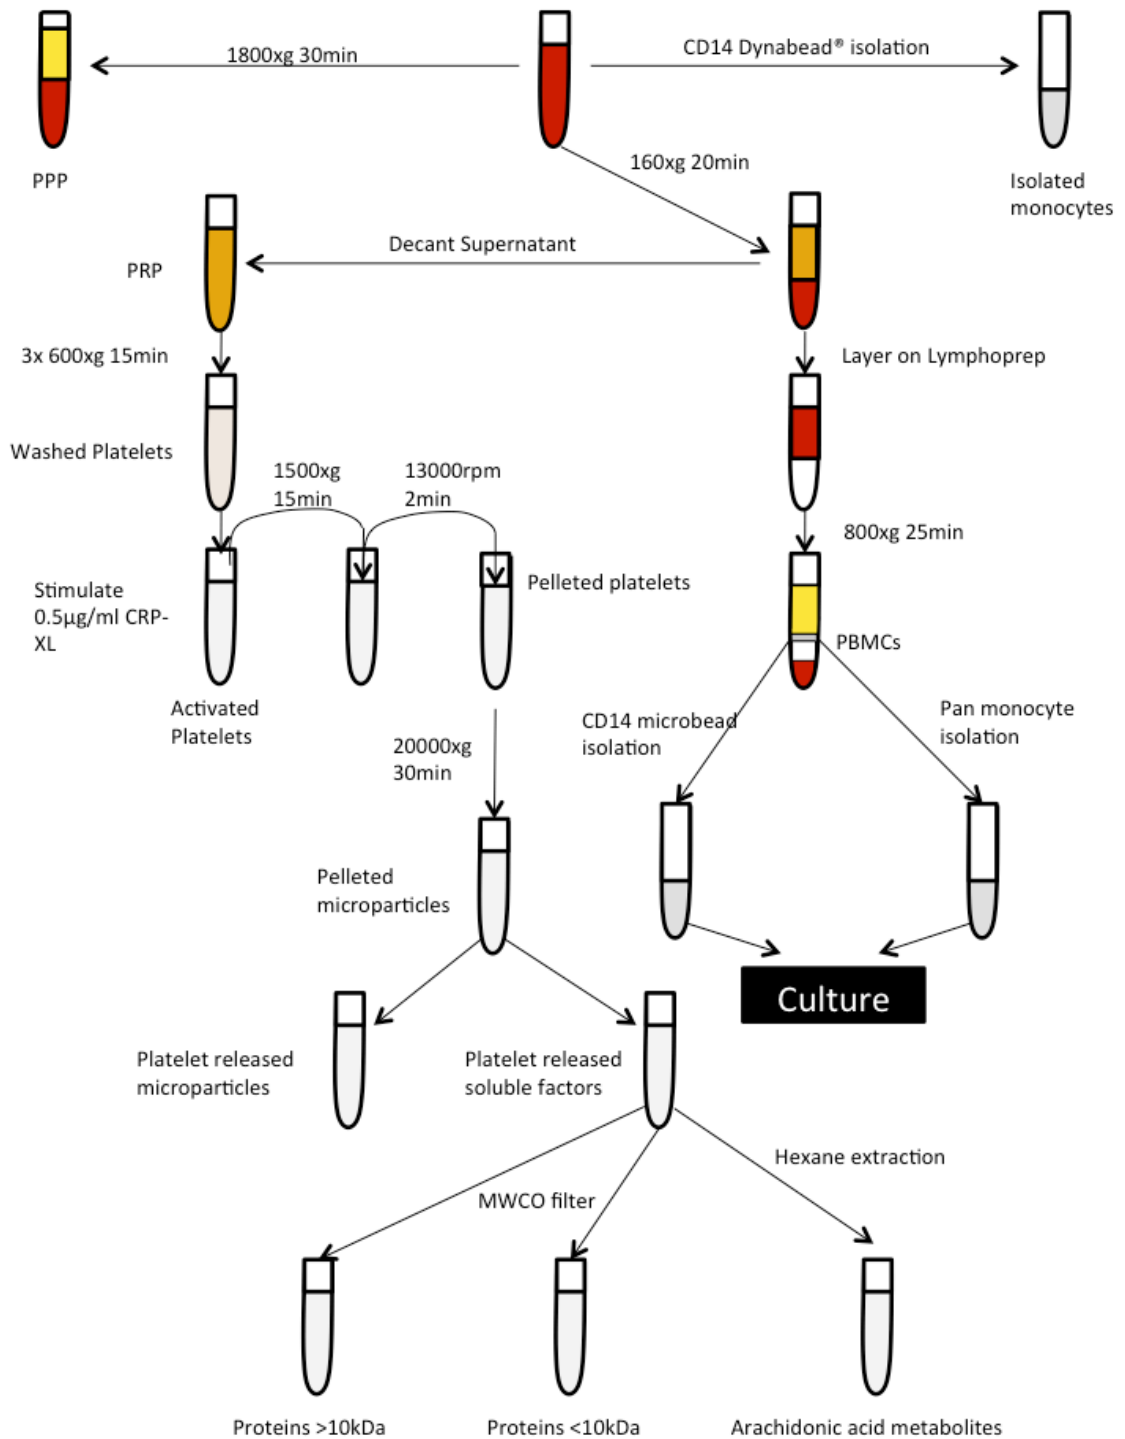 1800xg 30min
CD14 Dynabead® isolation
PPP
160xg 20min
Isolated
monocytes
Decant Supernatant
PRP
3x 600xg 15min
Layer on Lymphoprep
Washed Platelets
1500xg
15min
13000rpm
2min
800xg 25min
Stimulate
0.5µg/ml CRP-
XL
Pelleted platelets
PBMCs
Activated
Platelets
CD14 microbead
isolation
Pan monocyte
isolation
20000xg
30min
Pelleted
microparticles
Culture
Platelet released
microparticles
Platelet released
soluble factors
Hexane extraction
MWCO filter
Proteins >10kDa
Proteins <10kDa
Arachidonic acid metabolites